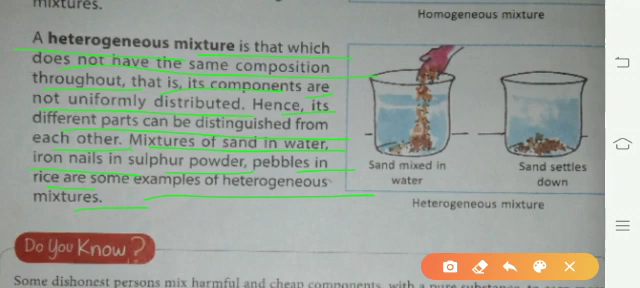 mixtures.
Homogeneous mixture
A heterogeneous mixture is that which
does not have the same composition
throughout, that is, its components are
not uniformly distributed. Hence, its
different parts can be distinguished from
each other. Mixtures of sand in water,
iron nails in sulphur powder, pebbles in
rice are some examples of heterogeneous
mixtures.
Sand mixed in
water
Sand settles
down
Heterogeneous mixture
Do You Know?
Some dishonest persons mix harmful and cheap components, with a pure substance, to